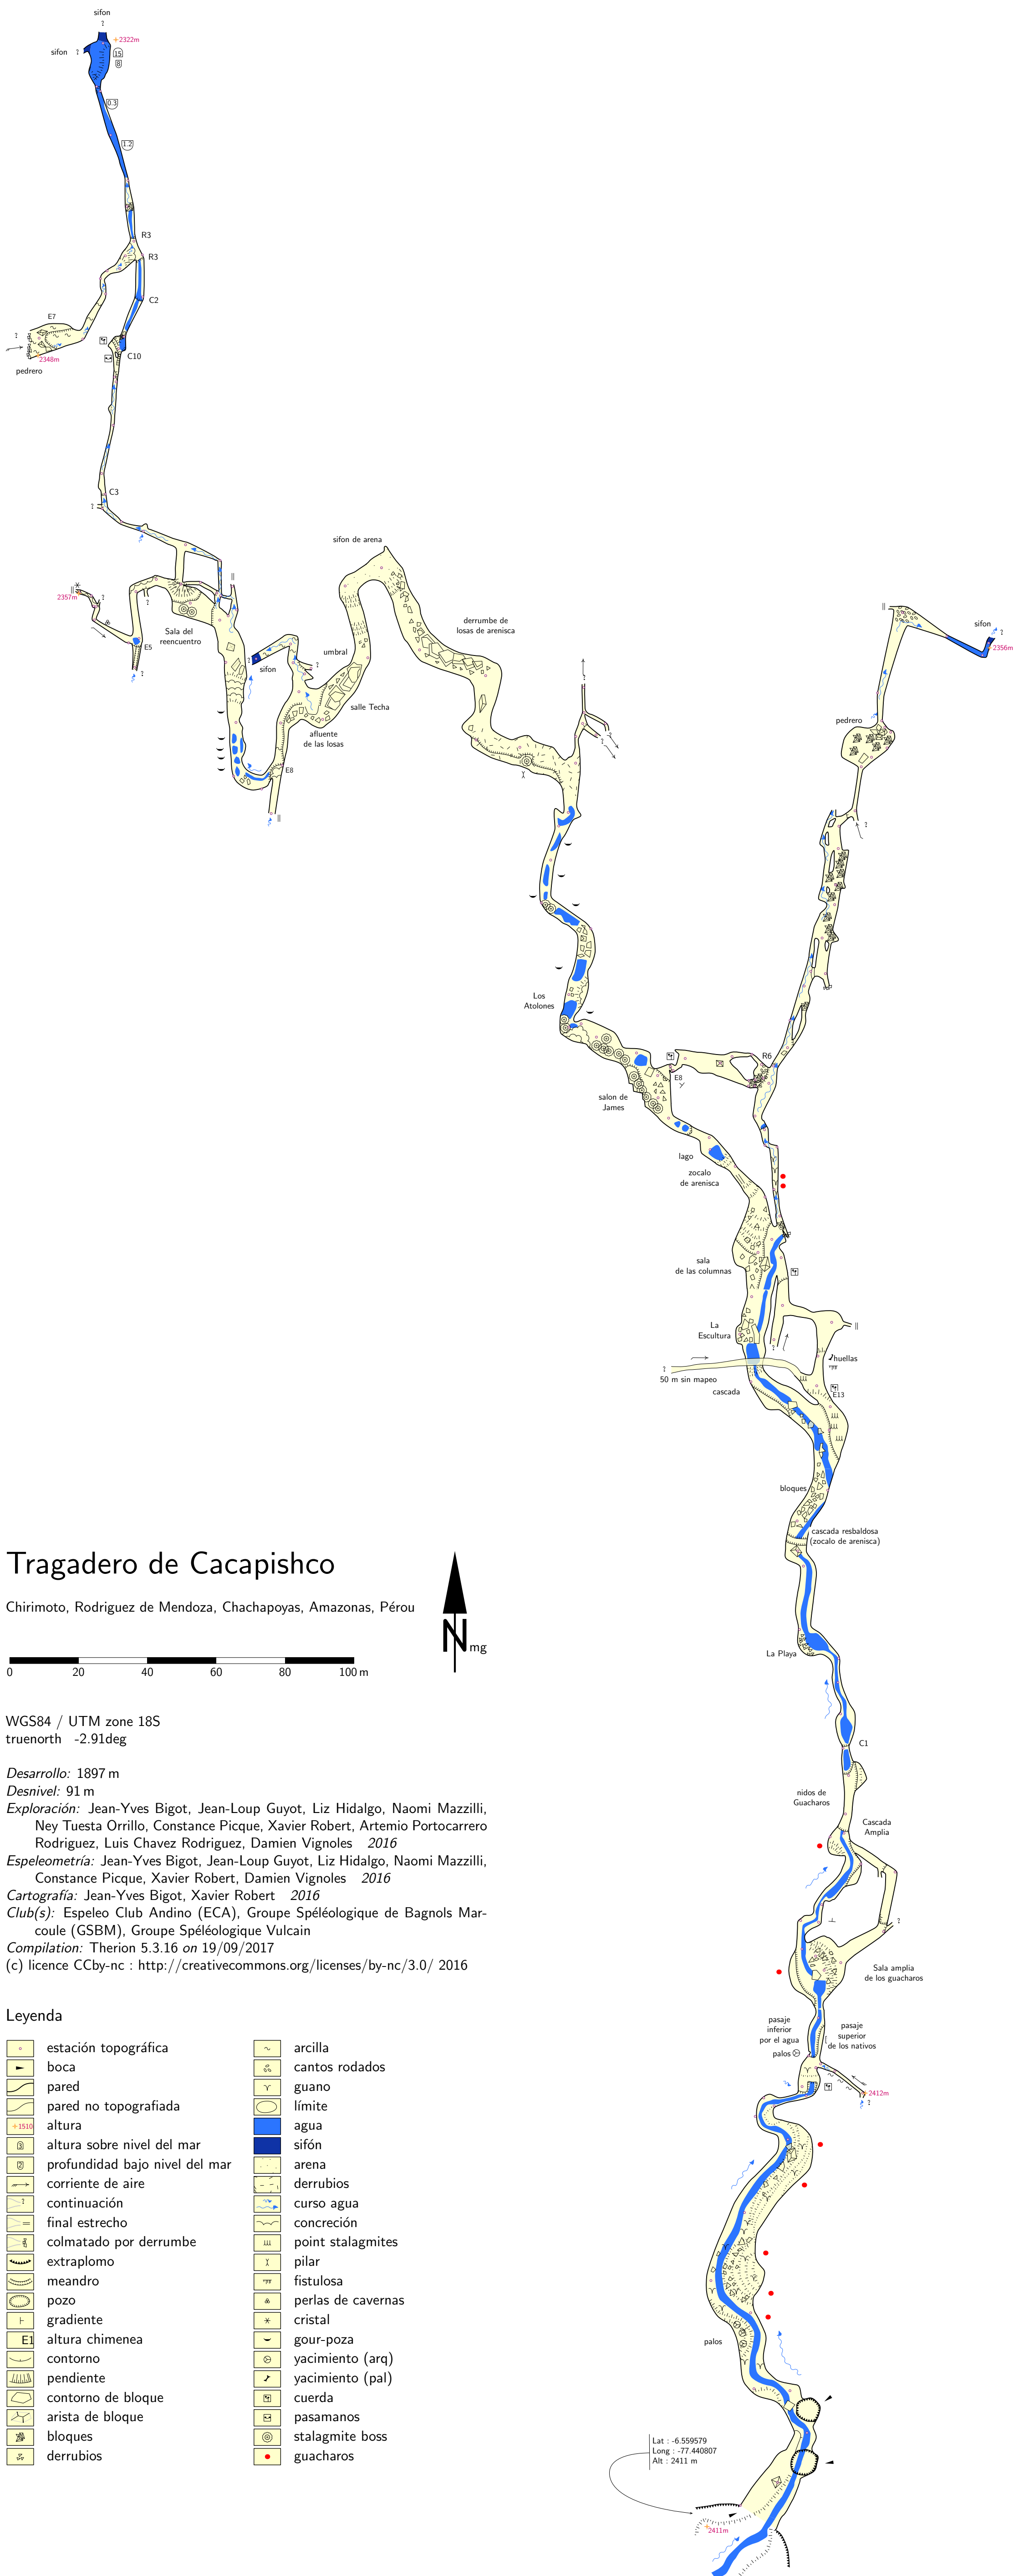 sifon
?
sifon
?
+2322m
15
8
0.3
1.2
R3
R3
C2
E7
?
2348m
pedrero
C10
C3
?
sifon de arena
2357m
?
?
Sala del
reencuentro
E5
?
derrumbe de
losas de arenisca
umbral
?
sifon
?
salle Techa
afluente
de las losas
E8
?
?
?
sifon
?
2356m
pedrero
?
Los
Atolones
R6
E8
salon de
James
lago
zocalo
de arenisca
sala
de las columnas
La
Escultura
?
?
50 m sin mapeo
huellas
cascada
E13
bloques
cascada resbaldosa
(zocalo de arenisca)
La Playa
C1
nidos de
Guacharos
Cascada
Amplia
?
Sala amplia
de los guacharos
pasaje
inferior
por el agua
pasaje
superior
de los nativos
palos
2412m
?
palos
Lat : -6.559579
Long : -77.440807
Alt : 2411 m
2411m
Tragadero de Cacapishco
Chirimoto, Rodriguez de Mendoza, Chachapoyas, Amazonas, Pérou
N mg
0 20 40 60 80 100 m
WGS84 / UTM zone 18S
truenorth -2.91deg
Desarrollo: 1897 m
Desnivel: 91 m
Exploración: Jean-Yves Bigot, Jean-Loup Guyot, Liz Hidalgo, Naomi Mazzilli,
Ney Tuesta Orrillo, Constance Picque, Xavier Robert, Artemio Portocarrero
Rodriguez, Luis Chavez Rodriguez, Damien Vignoles 2016
Espeleometría: Jean-Yves Bigot, Jean-Loup Guyot, Liz Hidalgo, Naomi Mazzilli,
Constance Picque, Xavier Robert, Damien Vignoles 2016
Cartografía: Jean-Yves Bigot, Xavier Robert 2016
Club(s): Espeleo Club Andino (ECA), Groupe Spéléologique de Bagnols Mar-
coule (GSBM), Groupe Spéléologique Vulcain
Compilation: Therion 5.3.16 on 19/09/2017
(c) licence CCby-nc : http://creativecommons.org/licenses/by-nc/3.0/ 2016
Leyenda
estación topográfica
boca
pared
pared no topografiada
+1510 altura
3 altura sobre nivel del mar
2 profundidad bajo nivel del mar
corriente de aire
? continuación
final estrecho
colmatado por derrumbe
extraplomo
meandro
pozo
gradiente
E1 altura chimenea
contorno
pendiente
contorno de bloque
arista de bloque
bloques
derrubios
arcilla
cantos rodados
guano
límite
agua
sifón
arena
derrubios
curso agua
concreción
point stalagmites
pilar
fistulosa
perlas de cavernas
cristal
gour-poza
yacimiento (arq)
yacimiento (pal)
cuerda
pasamanos
stalagmite boss
guacharos